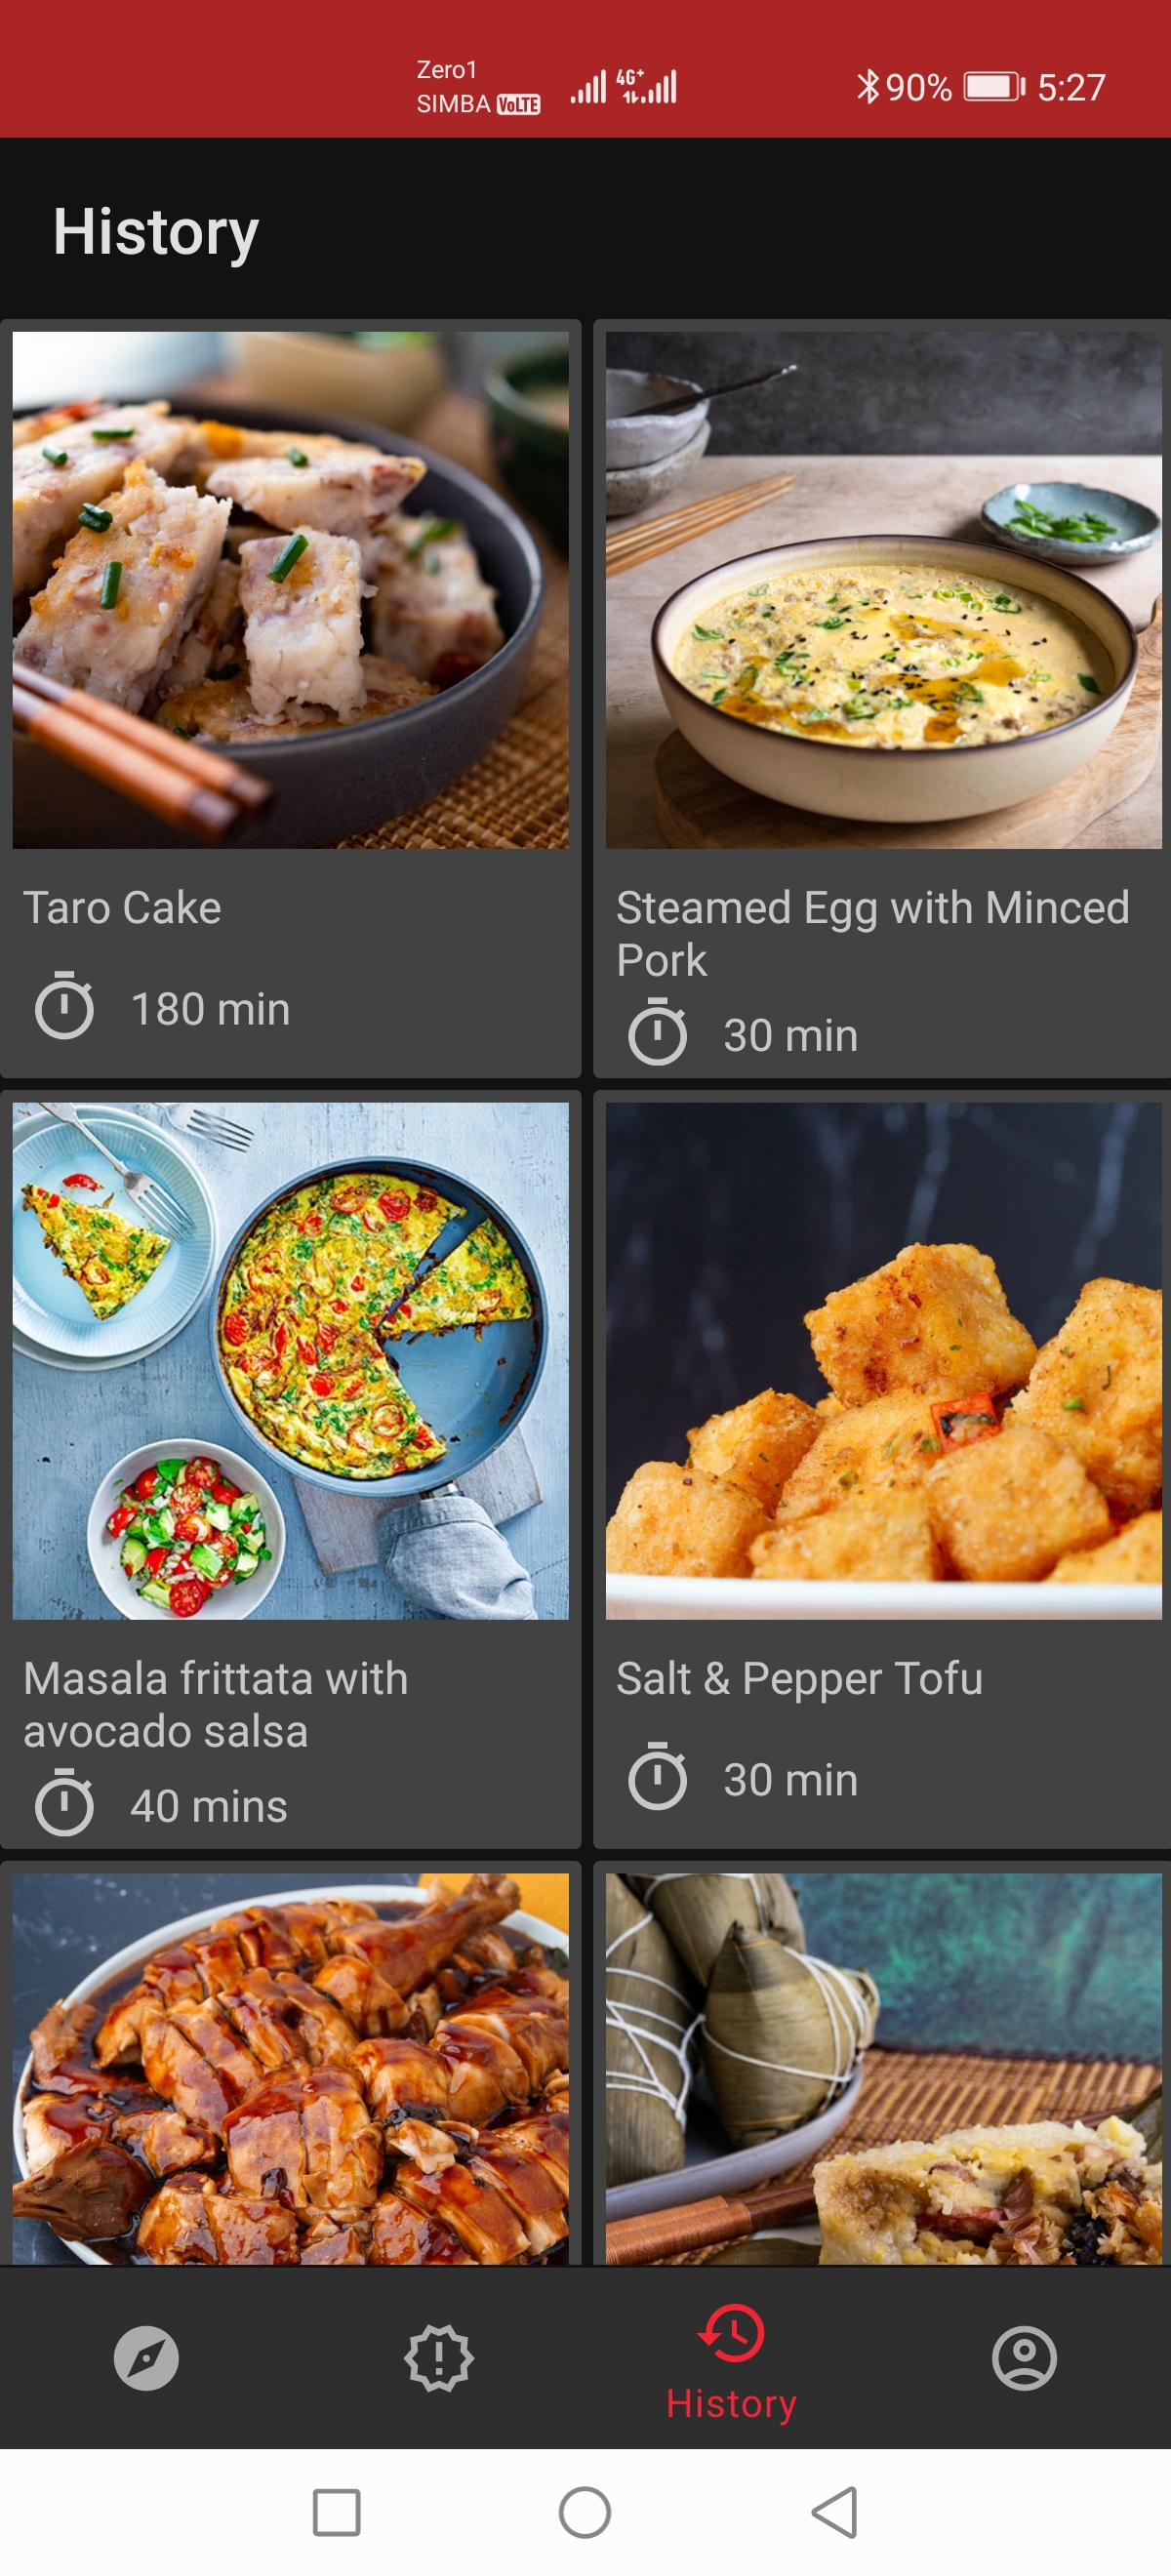 Zero1
SIMBA VoLTE
4G+
90%
5:27
History
Taro Cake
180 min
Steamed Egg with Minced
Pork
30 min
Masala frittata with
avocado salsa
40 mins
Salt & Pepper Tofu
30 min
History